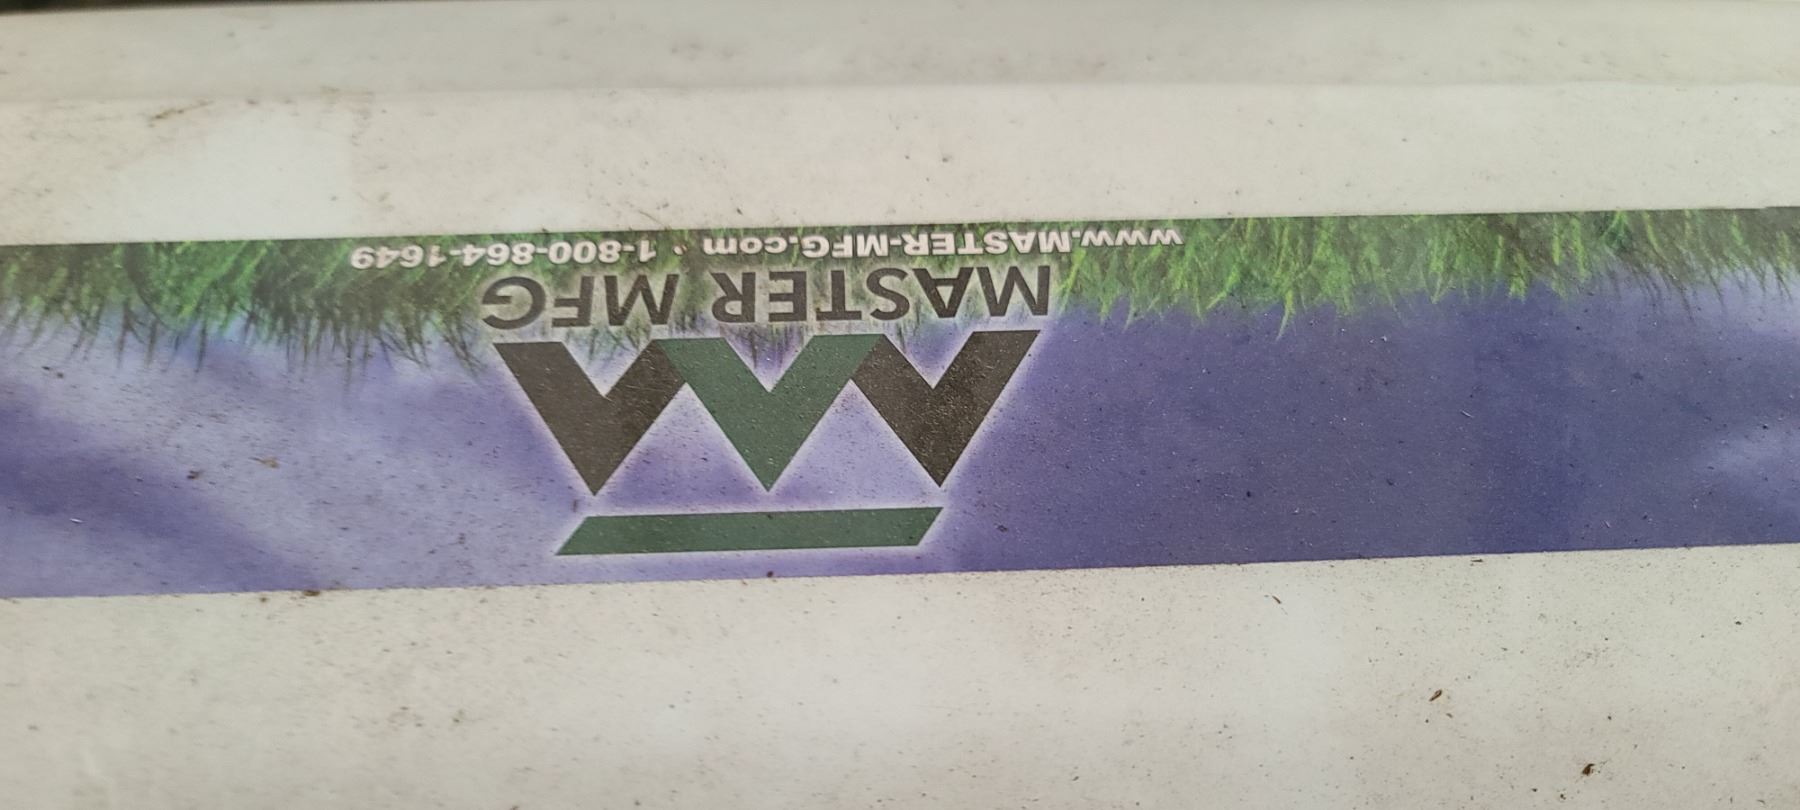 MASTER MFG
www.MASTER-MFG.com • 1-800-864-1649